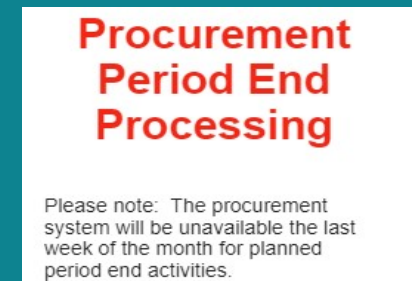 Procurement
Period End
Processing
Please note:  The procurement
system will be unavailable the last
week of the month for planned
period end activities.